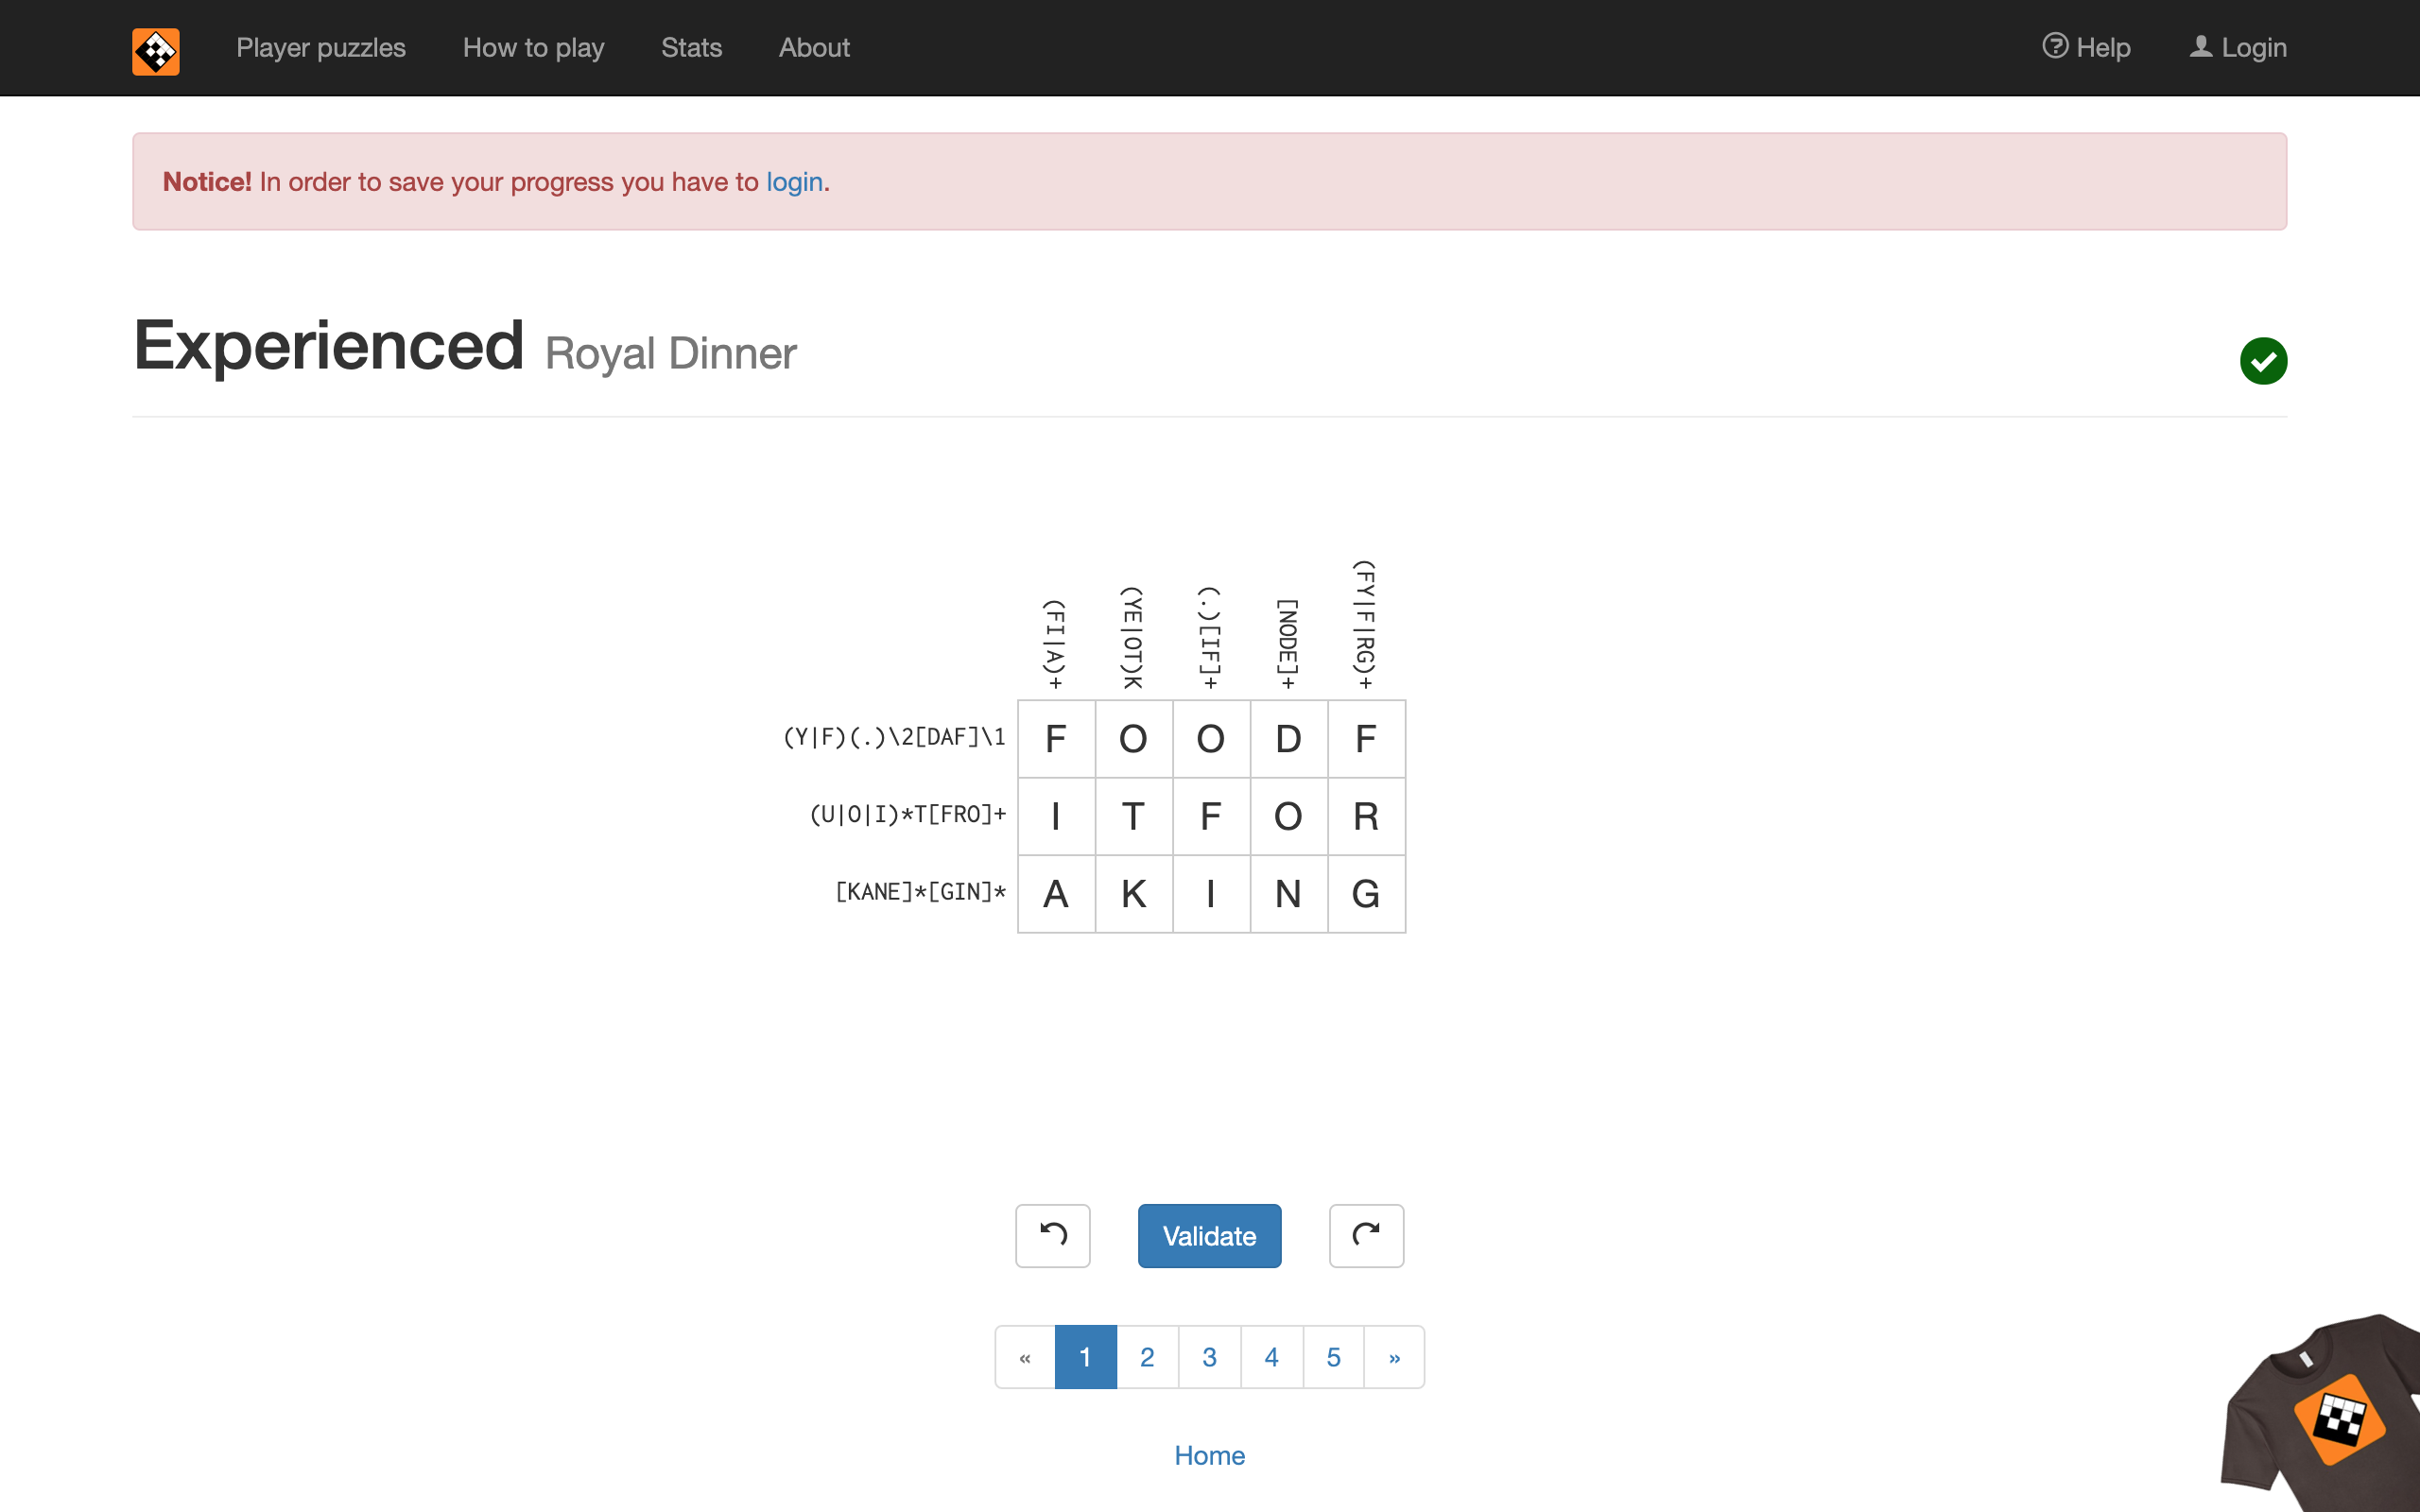 Player puzzles How to play Stats About Help Login
Notice! In order to save your progress you have to login.
Experienced Royal Dinner
(FI|A)+ (YE|OT)K (.)[IF]+ [NODE]+ (FY|F|RG)+
(Y|F)(.)\2[DAF]\1 F O O D F
(U|O|I)*T[FRO]+ I T F O R
[KANE]*[GIN]* A K I N G
Validate
« 1 2 3 4 5 »
Home